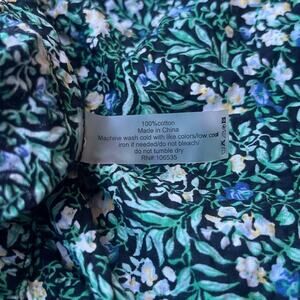 100%cotton
Made in China
Machine wash cold with like colors/low cool
iron if needed/do not bleach/
do not tumble dry
RN#:106535